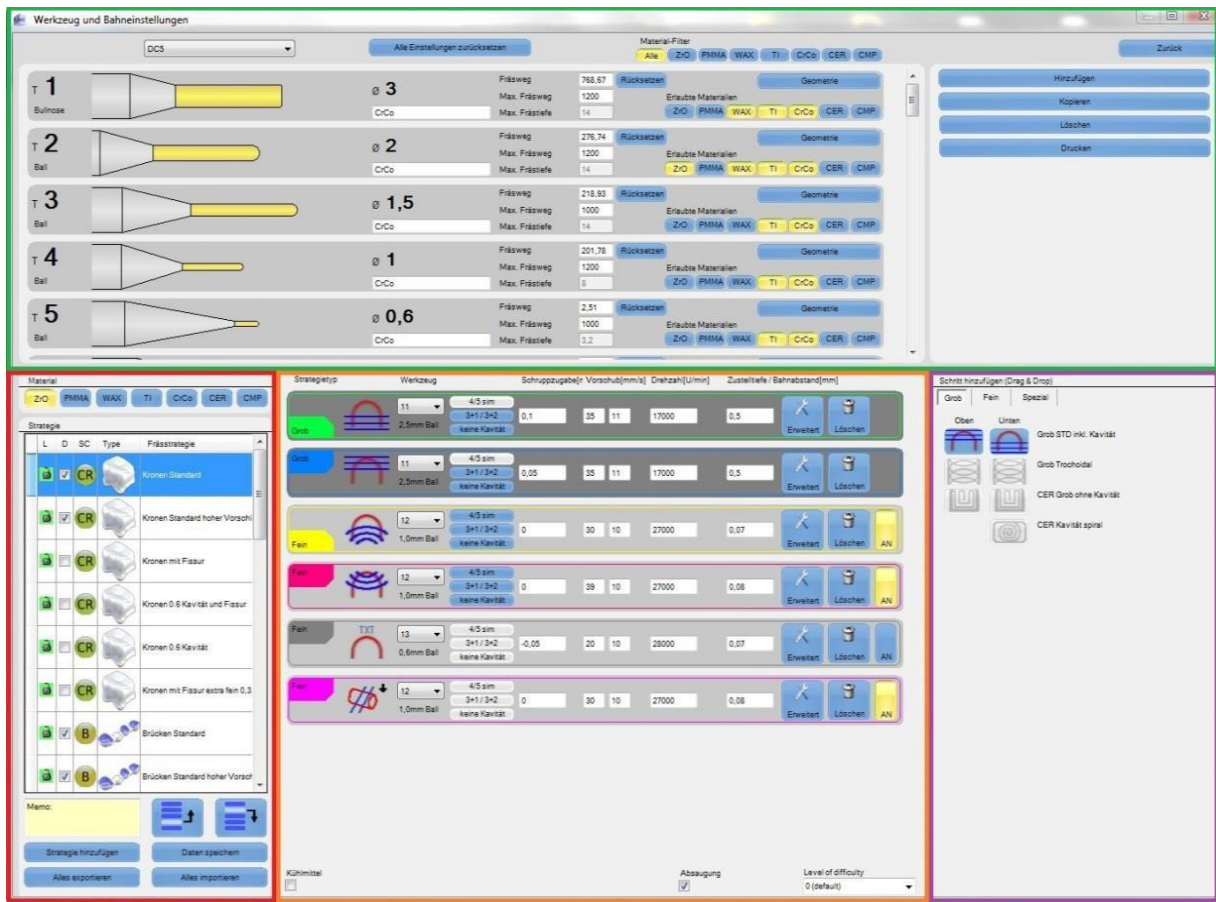 Werkzeug und Bahneinstellungen
DC5
Alle Einstellungen zurücksetzen
Material-Filter
Alle ZrO PMMA WAX TI CrCo CER CMP
Zurück
T 1
Bullnose
ø 3
CrCo
Fräsweg 768,67 Rücksetzen Geometrie
Max. Fräsweg 1200 Erlaubte Materialien
Max. Frästiefe 14 ZrO PMMA WAX TI CrCo CER CMP
T 2
Ball
ø 2
CrCo
Fräsweg 276,74 Rücksetzen Geometrie
Max. Fräsweg 1200 Erlaubte Materialien
Max. Frästiefe 14 ZrO PMMA WAX TI CrCo CER CMP
T 3
Ball
ø 1,5
CrCo
Fräsweg 218,93 Rücksetzen Geometrie
Max. Fräsweg 1000 Erlaubte Materialien
Max. Frästiefe 14 ZrO PMMA WAX TI CrCo CER CMP
T 4
Ball
ø 1
CrCo
Fräsweg 201,78 Rücksetzen Geometrie
Max. Fräsweg 1200 Erlaubte Materialien
Max. Frästiefe 8 ZrO PMMA WAX TI CrCo CER CMP
T 5
Ball
ø 0,6
CrCo
Fräsweg 2,51 Rücksetzen Geometrie
Max. Fräsweg 1000 Erlaubte Materialien
Max. Frästiefe 3,2 ZrO PMMA WAX TI CrCo CER CMP
Hinzufügen
Kopieren
Löschen
Drucken
Material
ZrO PMMA WAX TI CrCo CER CMP
Strategie
L D SC Type Frässtrategie
CR Kronen Standard
CR Kronen Standard hoher Vorschi
CR Kronen mit Fissur
CR Kronen 0.6 Kavität und Fissur
CR Kronen 0.6 Kavität
CR Kronen mit Fissur extra fein 0,3
B Brücken Standard
B Brücken Standard hoher Vorsch
Memo:
Strategie hinzufügen Daten speichern
Alles exportieren Alles importieren
Strategietyp Werkzeug Schruppzugabe[r Vorschub[mm/s] Drehzahl[U/min] Zustelltiefe / Bahnabstand[mm]
Grob 11 2,5mm Ball
4/5 sim
3+1 / 3+2
keine Kavität
0,1 35 11 17000 0,5 Erweitert Löschen
Grob 11 2,5mm Ball
4/5 sim
3+1 / 3+2
keine Kavität
0,05 35 11 17000 0,5 Erweitert Löschen
Fein 12 1,0mm Ball
4/5 sim
3+1 / 3+2
keine Kavität
0 30 10 27000 0,07 Erweitert Löschen AN
Fein 12 1,0mm Ball
4/5 sim
3+1 / 3+2
keine Kavität
0 39 10 27000 0,08 Erweitert Löschen AN
Fein TXT 13 0,6mm Ball
4/5 sim
3+1 / 3+2
keine Kavität
-0,05 20 10 28000 0,07 Erweitert Löschen AN
Fein 12 1,0mm Ball
4/5 sim
3+1 / 3+2
keine Kavität
0 30 10 27000 0,08 Erweitert Löschen AN
Kühlmittel
Absaugung
Level of difficulty
0 (default)
Schritt hinzufügen (Drag & Drop)
Grob Fein Spezial
Oben Unten
Grob STD inkl. Kavität
Grob Trochoidal
CER Grob ohne Kavität
CER Kavität spiral